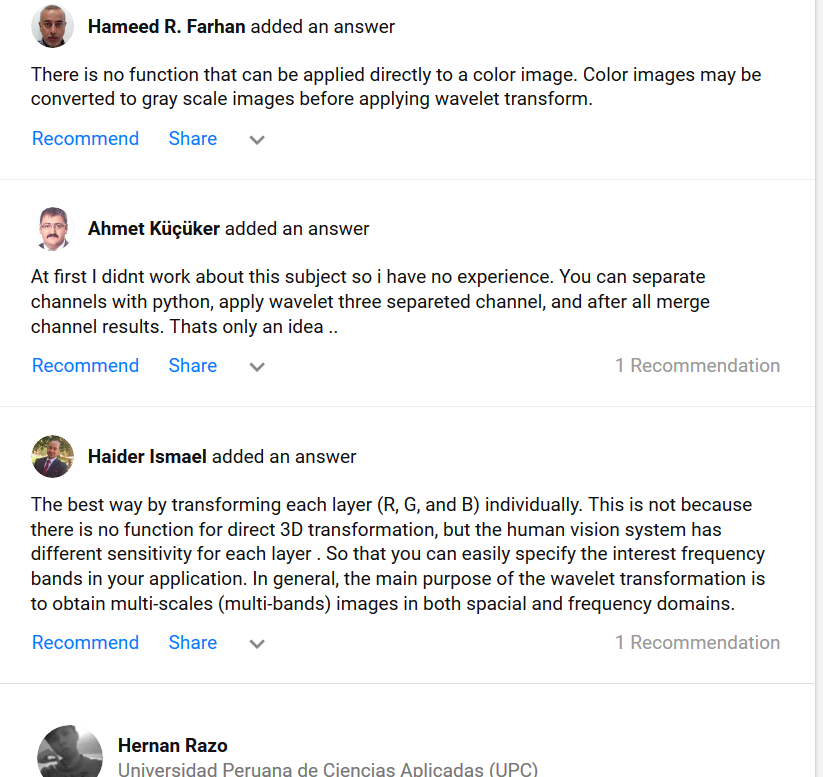 Hameed R. Farhan added an answer
There is no function that can be applied directly to a color image. Color images may be
converted to gray scale images before applying wavelet transform.
Recommend Share
Ahmet Küçüker added an answer
At first I didnt work about this subject so i have no experience. You can separate
channels with python, apply wavelet three separeted channel, and after all merge
channel results. Thats only an idea ..
Recommend Share 1 Recommendation
Haider Ismael added an answer
The best way by transforming each layer (R, G, and B) individually. This is not because
there is no function for direct 3D transformation, but the human vision system has
different sensitivity for each layer . So that you can easily specify the interest frequency
bands in your application. In general, the main purpose of the wavelet transformation is
to obtain multi-scales (multi-bands) images in both spacial and frequency domains.
Recommend Share 1 Recommendation
Hernan Razo
Universidad Peruana de Ciencias Aplicadas (UPC)